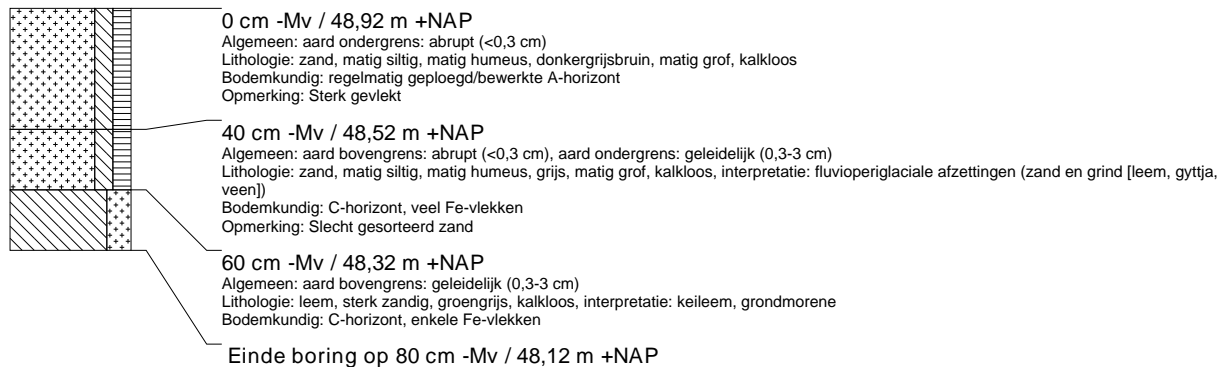 0 cm -Mv / 48,92 m +NAP
Algemeen: aard ondergrens: abrupt (<0,3 cm)
Lithologie: zand, matig siltig, matig humeus, donkergrijsbruin, matig grof, kalkloos
Bodemkundig: regelmatig geploegd/bewerkte A-horizont
Opmerking: Sterk gevlekt
40 cm -Mv / 48,52 m +NAP
Algemeen: aard bovengrens: abrupt (<0,3 cm), aard ondergrens: geleidelijk (0,3-3 cm)
Lithologie: zand, matig siltig, matig humeus, grijs, matig grof, kalkloos, interpretatie: fluvioperiglaciale afzettingen (zand en grind [leem, gyttja,
veen])
Bodemkundig: C-horizont, veel Fe-vlekken
Opmerking: Slecht gesorteerd zand
60 cm -Mv / 48,32 m +NAP
Algemeen: aard bovengrens: geleidelijk (0,3-3 cm)
Lithologie: leem, sterk zandig, groengrijs, kalkloos, interpretatie: keileem, grondmorene
Bodemkundig: C-horizont, enkele Fe-vlekken
Einde boring op 80 cm -Mv / 48,12 m +NAP